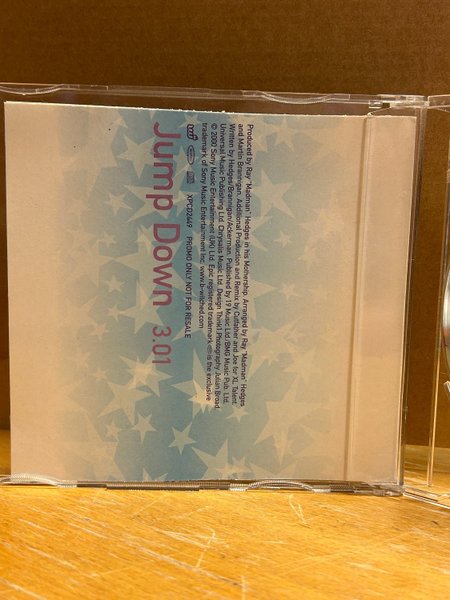 Produced by Ray "Madman" Hedges in his Mothership. Arranged by Ray "Madman" Hedges
and Martin Brannigan. Additional Production and Remix by Cutfather and Joe for XL Talent.
Written by Hedges/Brannigan/Ackerman. Published by 19 Music Ltd/BMG Music Pub. Ltd.
Universal Music Publishing Ltd. Chrysalis Music Ltd. Design Think1 Photography Julian Broad
© 2000 Sony Music Entertainment (UK) Ltd. Epic registered trademark is the exclusive
trademark of Sony Music Entertainment Inc. www.b-witched.com
XPCD2449 PROMO ONLY NOT FOR RESALE
Jump Down 3.01